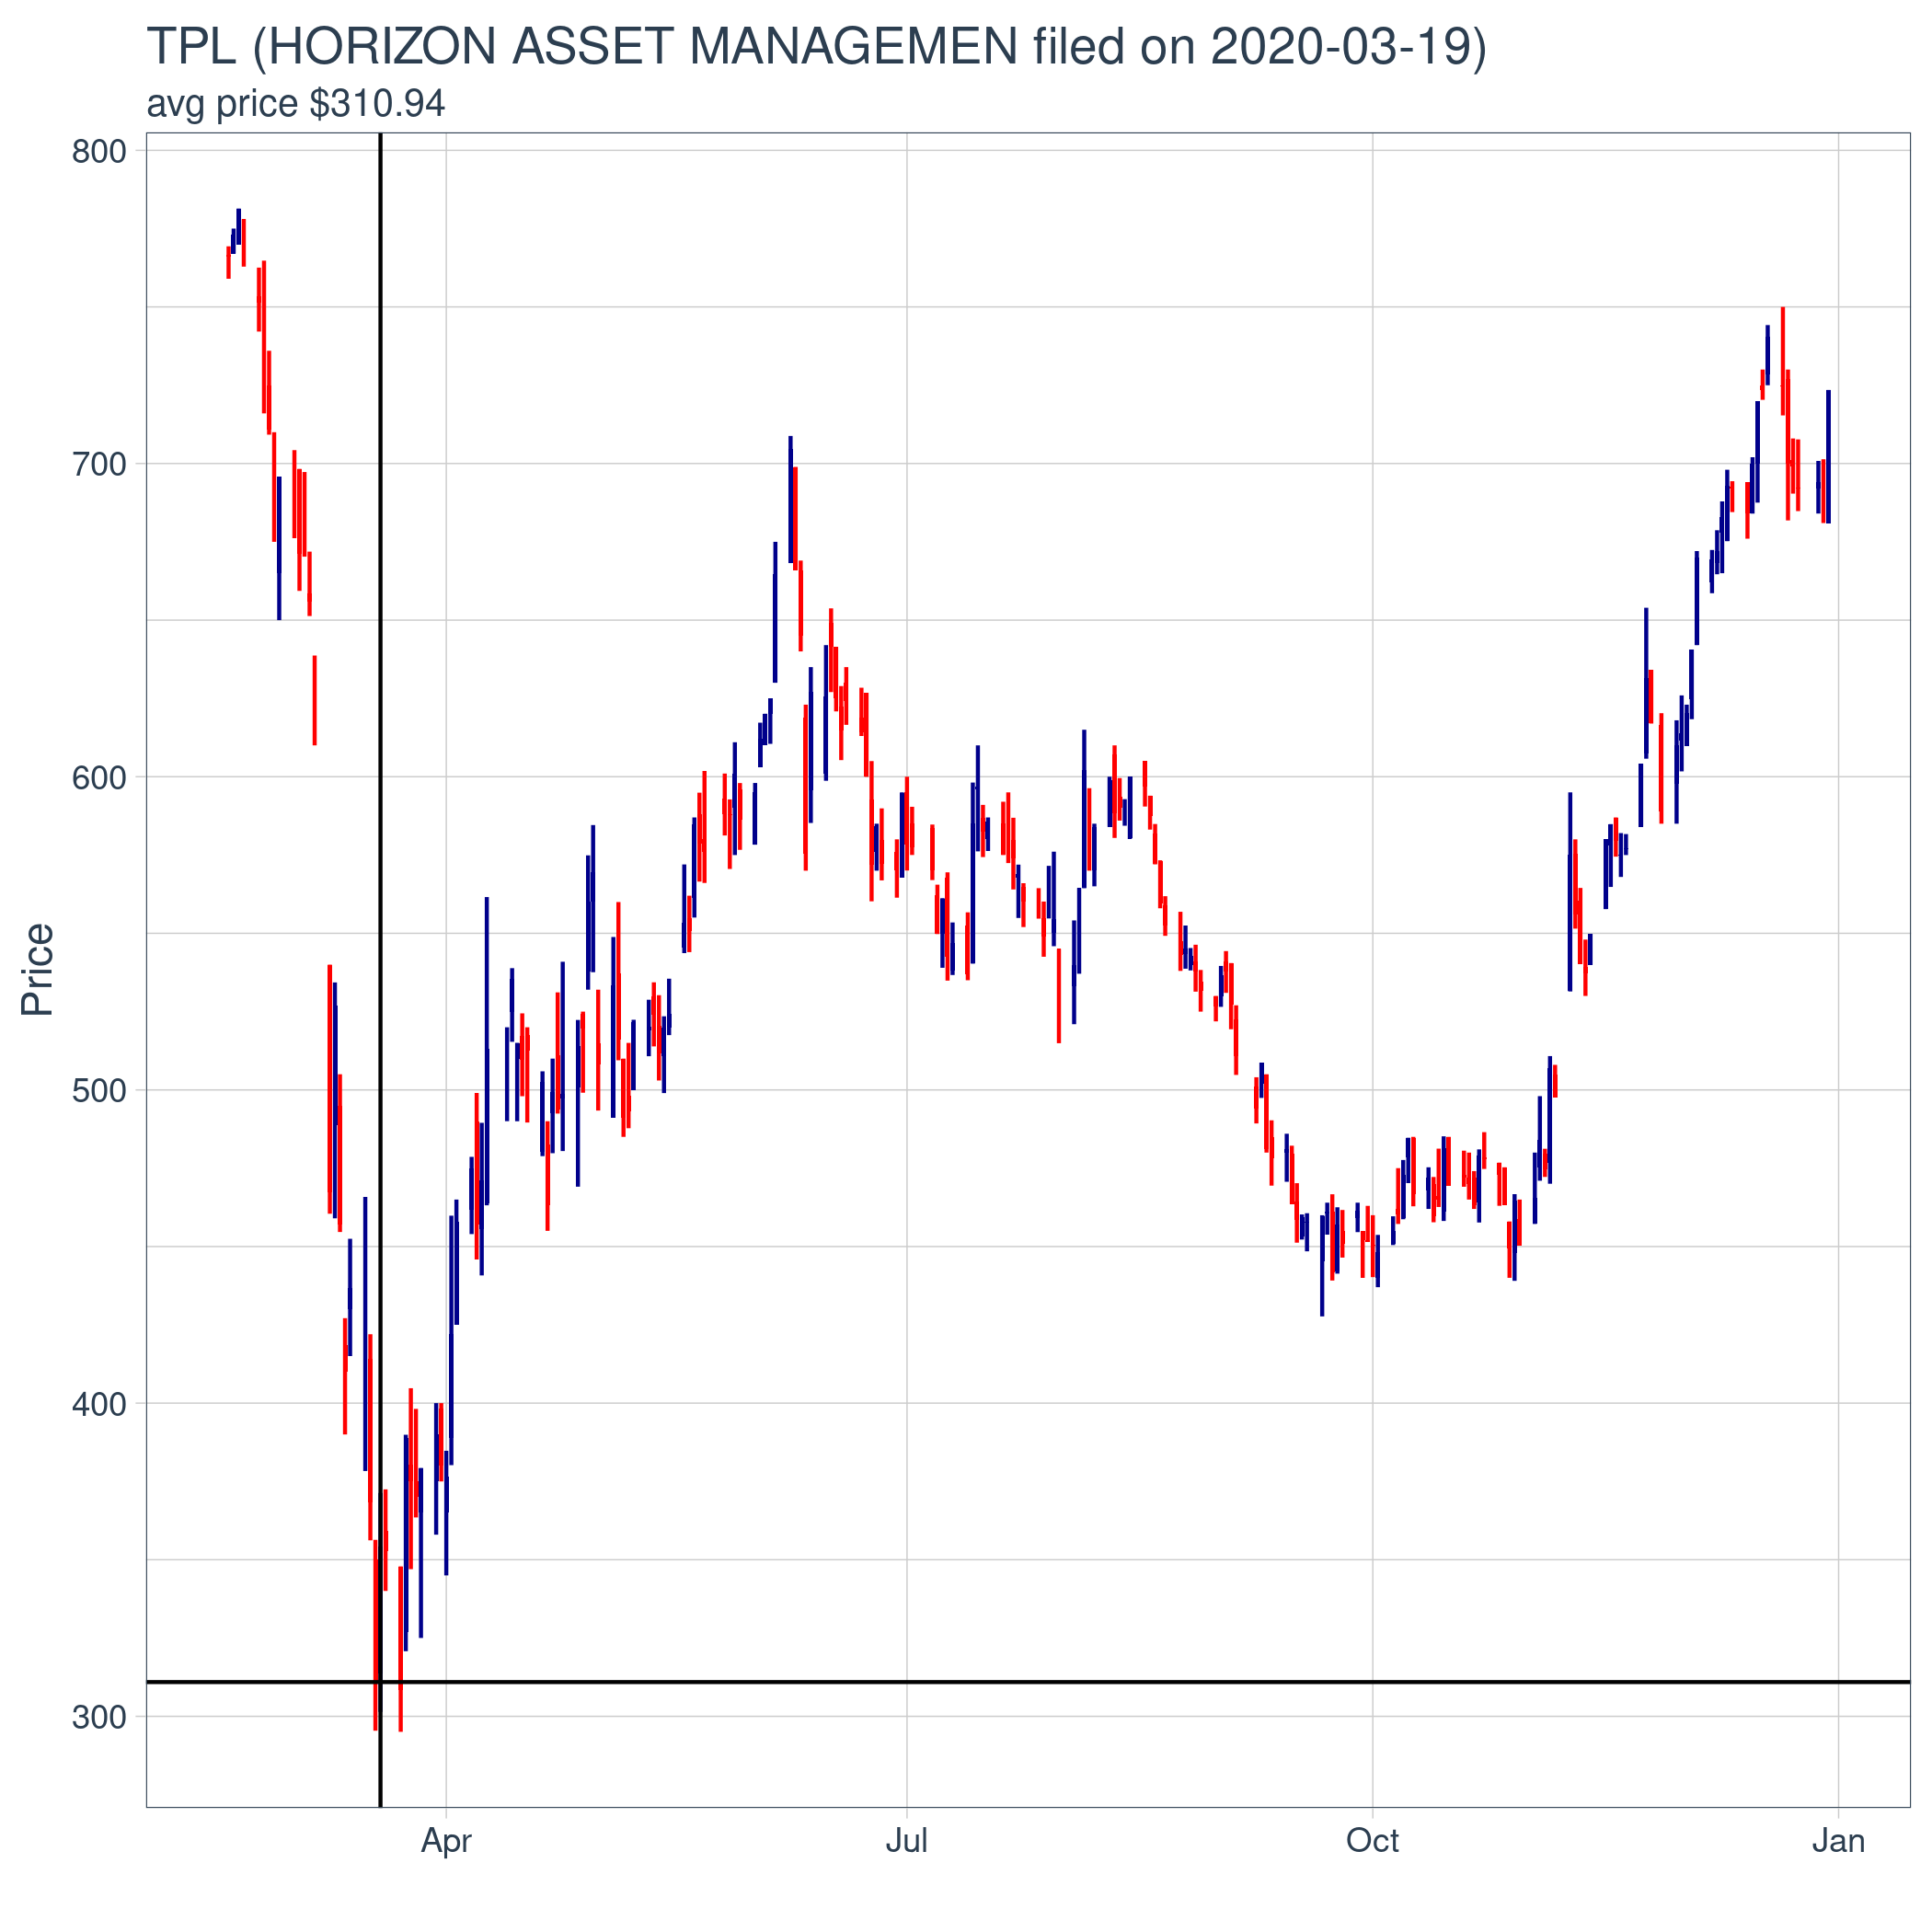 TPL (HORIZON ASSET MANAGEMEN filed on 2020-03-19)
avg price $310.94
800
700
600
500
400
300
Price
Apr Jul Oct Jan